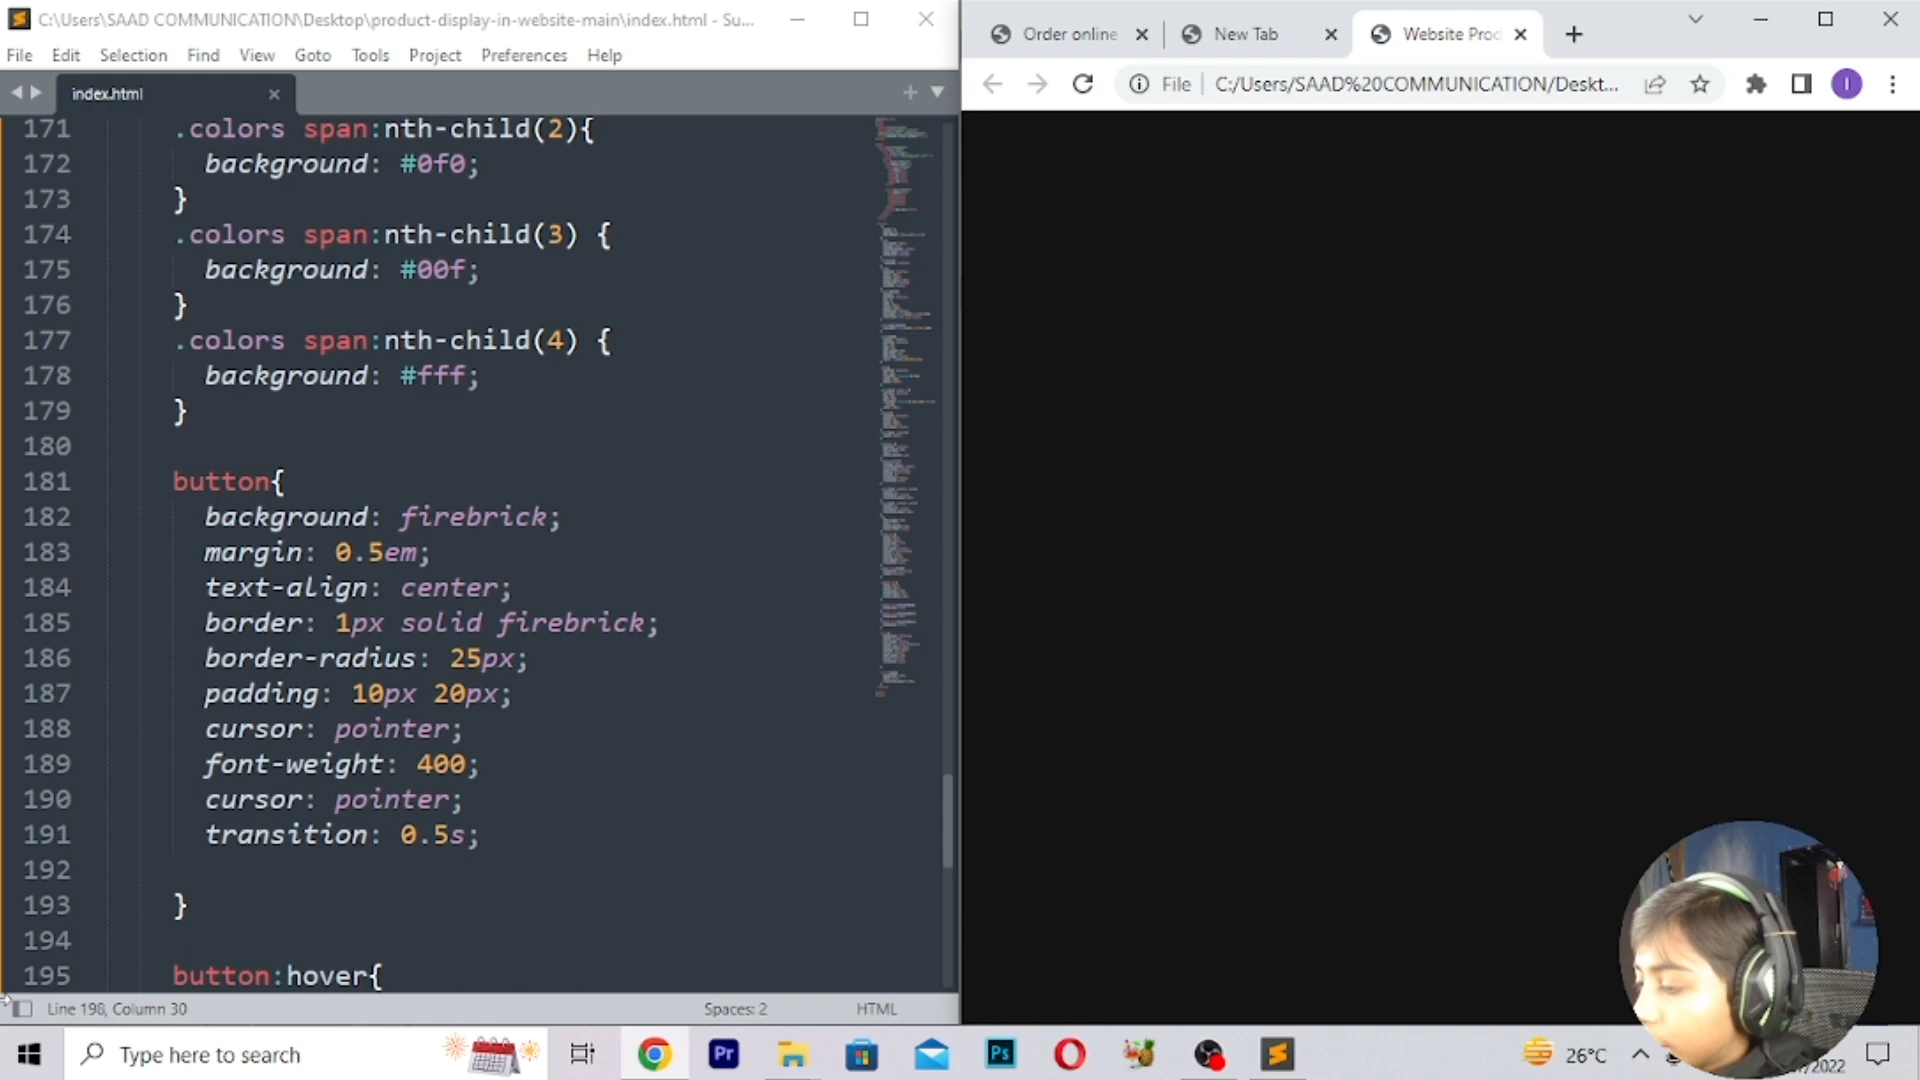 C:\Users\SAAD COMMUNICATION\Desktop\product-display-in-website-main\index.html - Su...
File Edit Selection Find View Goto Tools Project Preferences Help
index.html
171 .colors span:nth-child(2){
172 background: #0f0;
173 }
174 .colors span:nth-child(3) {
175 background: #00f;
176 }
177 .colors span:nth-child(4) {
178 background: #fff;
179 }
180
181 button{
182 background: firebrick;
183 margin: 0.5em;
184 text-align: center;
185 border: 1px solid firebrick;
186 border-radius: 25px;
187 padding: 10px 20px;
188 cursor: pointer;
189 font-weight: 400;
190 cursor: pointer;
191 transition: 0.5s;
192
193 }
194
195 button:hover{
Line 198, Column 30 Spaces: 2 HTML
Order online New Tab Website Prod
File C:/Users/SAAD%20COMMUNICATION/Deskt...
I
Type here to search
Pr
Ps
26°C
/2022